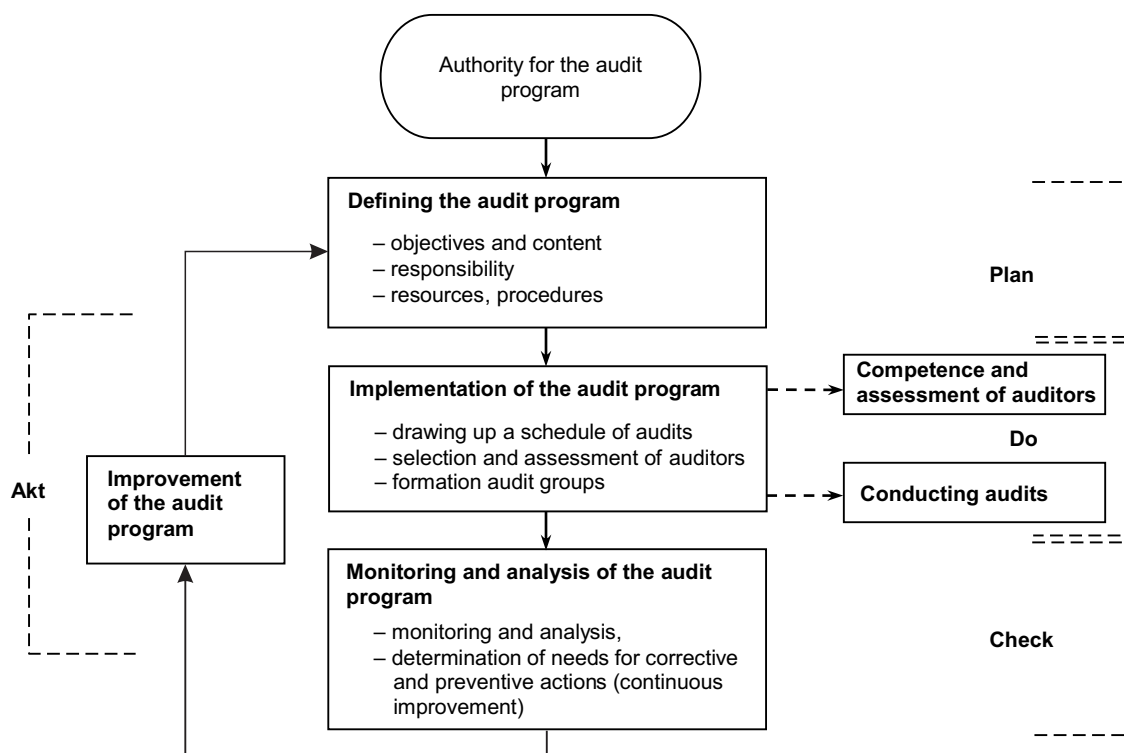 Authority for the audit
program
Defining the audit program
– objectives and content
– responsibility
– resources, procedures
Plan
Implementation of the audit program
– drawing up a schedule of audits
– selection and assessment of auditors
– formation audit groups
Competence and
assessment of auditors
Do
Conducting audits
Akt
Improvement
of the audit
program
Monitoring and analysis of the audit
program
– monitoring and analysis,
– determination of needs for corrective
and preventive actions (continuous
improvement)
Check